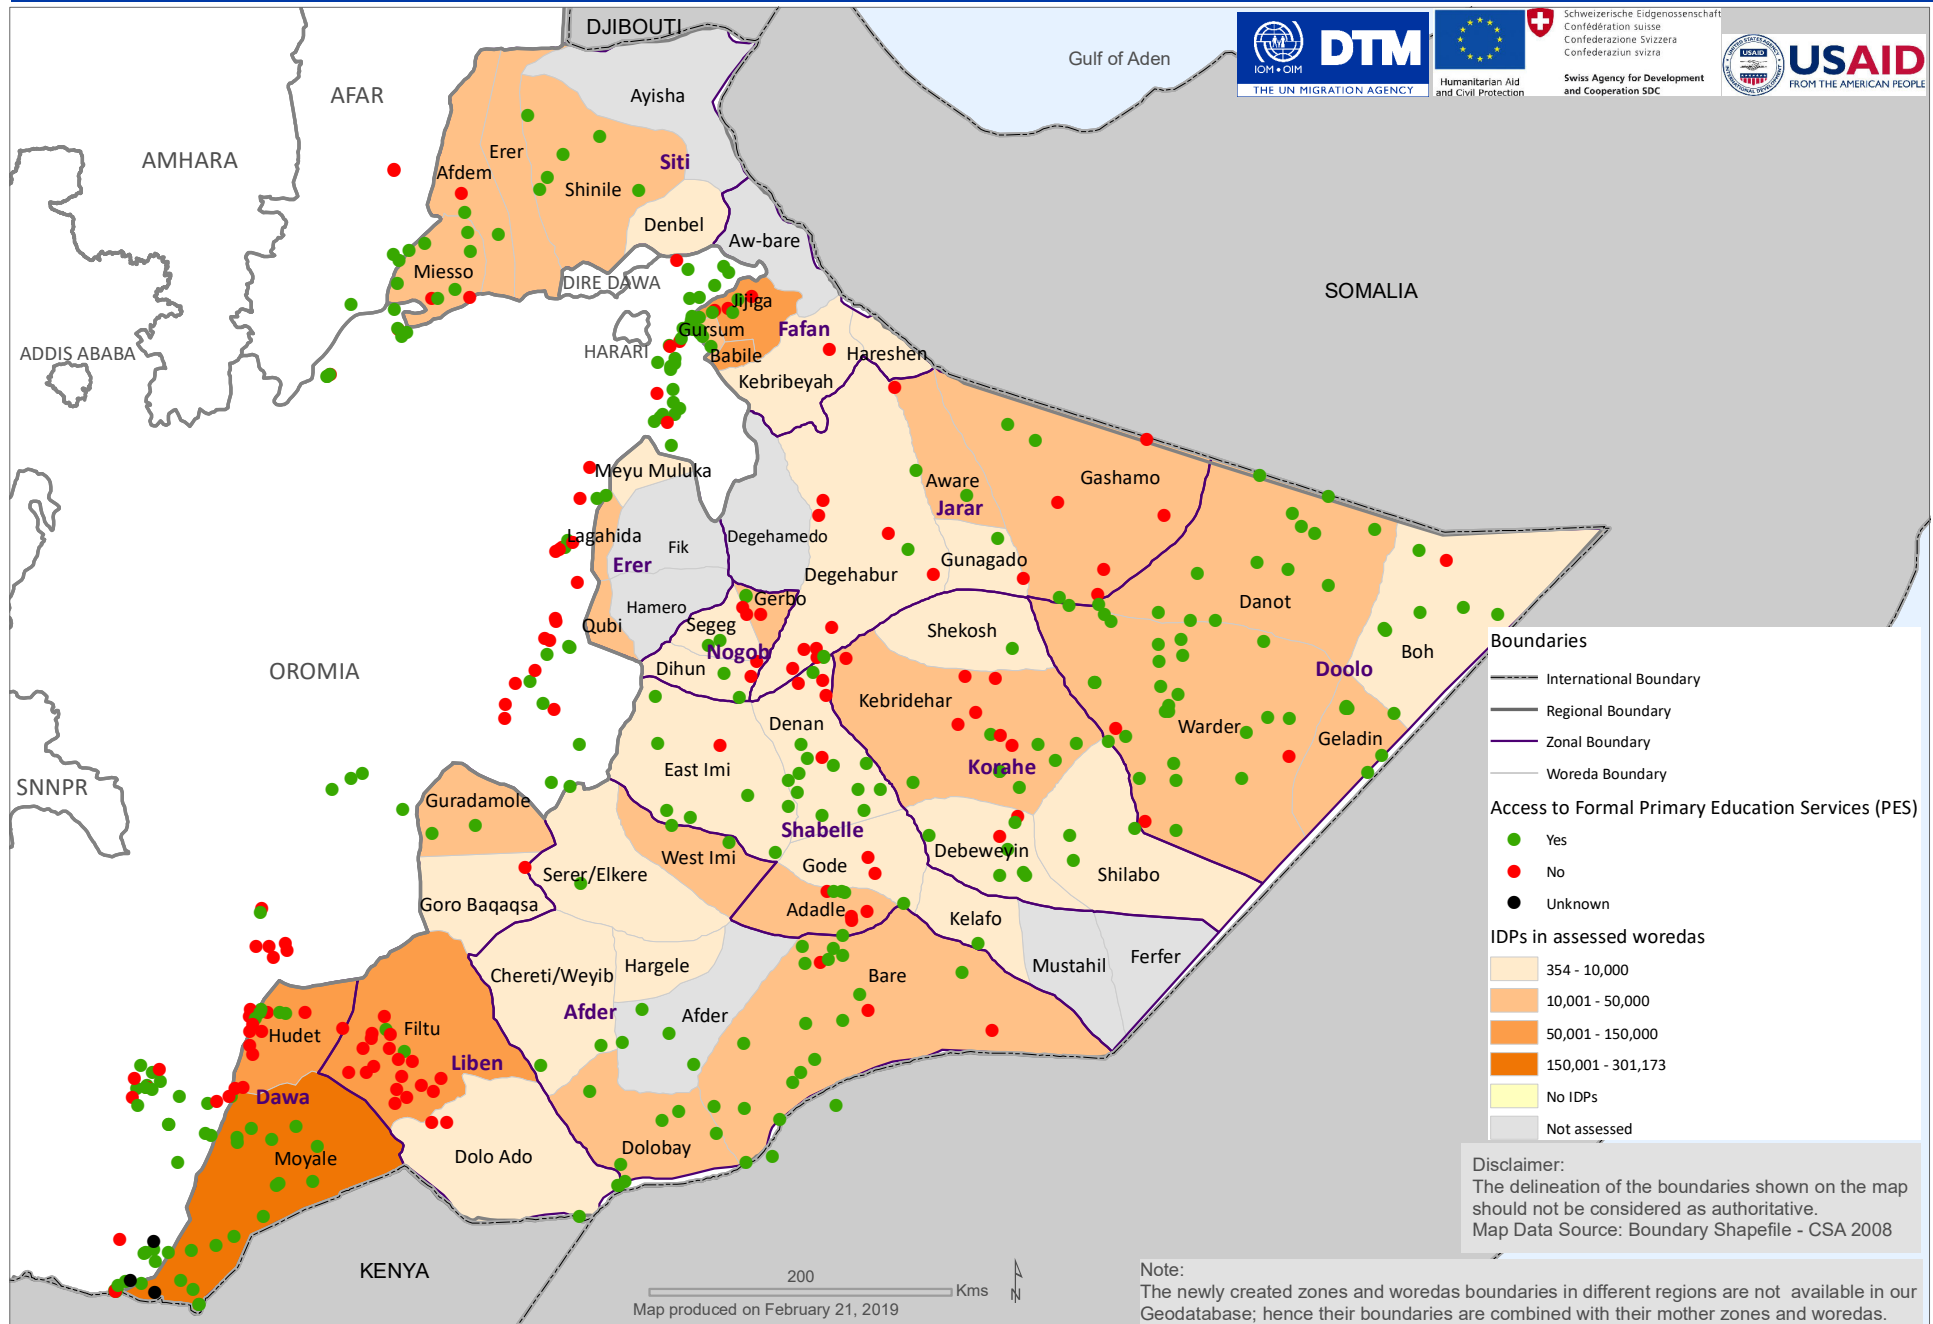 DJIBOUTI
Gulf of Aden
IOM • OIM
DTM
THE UN MIGRATION AGENCY
Humanitarian Aid
and Civil Protection
Schweizerische Eidgenossenschaft
Confédération suisse
Confederazione Svizzera
Confederaziun svizra
Swiss Agency for Development
and Cooperation SDC
USAID
USAID
FROM THE AMERICAN PEOPLE
AFAR
Ayisha
AMHARA
Erer
Siti
Afdem
Shinile
Denbel
Aw-bare
Miesso
DIRE DAWA
SOMALIA
Jijiga
Gursum
Fafan
ADDIS ABABA
HARARI
Babile
Hareshen
Kebribeyah
Meyu Muluka
Aware
Gashamo
Jarar
Lagahida
Fik
Degehamedo
Erer
Degehabur
Gunagado
Hamero
Gerbo
Danot
Qubi
Segeg
Shekosh
Nogob
Boh
OROMIA
Dihun
Doolo
Kebridehar
Denan
Warder
Geladin
East Imi
Korahe
SNNPR
Guradamole
Shabelle
West Imi
Debeweyin
Serer/Elkere
Gode
Shilabo
Goro Baqaqsa
Adadle
Kelafo
Chereti/Weyib
Hargele
Mustahil
Ferfer
Bare
Afder
Afder
Hudet
Filtu
Liben
Dawa
Moyale
Dolo Ado
Dolobay
KENYA
Boundaries
International Boundary
Regional Boundary
Zonal Boundary
Woreda Boundary
Access to Formal Primary Education Services (PES)
Yes
No
Unknown
IDPs in assessed woredas
354 - 10,000
10,001 - 50,000
50,001 - 150,000
150,001 - 301,173
No IDPs
Not assessed
Disclaimer:
The delineation of the boundaries shown on the map
should not be considered as authoritative.
Map Data Source: Boundary Shapefile - CSA 2008
200
Kms
N
Map produced on February 21, 2019
Note:
The newly created zones and woredas boundaries in different regions are not available in our
Geodatabase; hence their boundaries are combined with their mother zones and woredas.